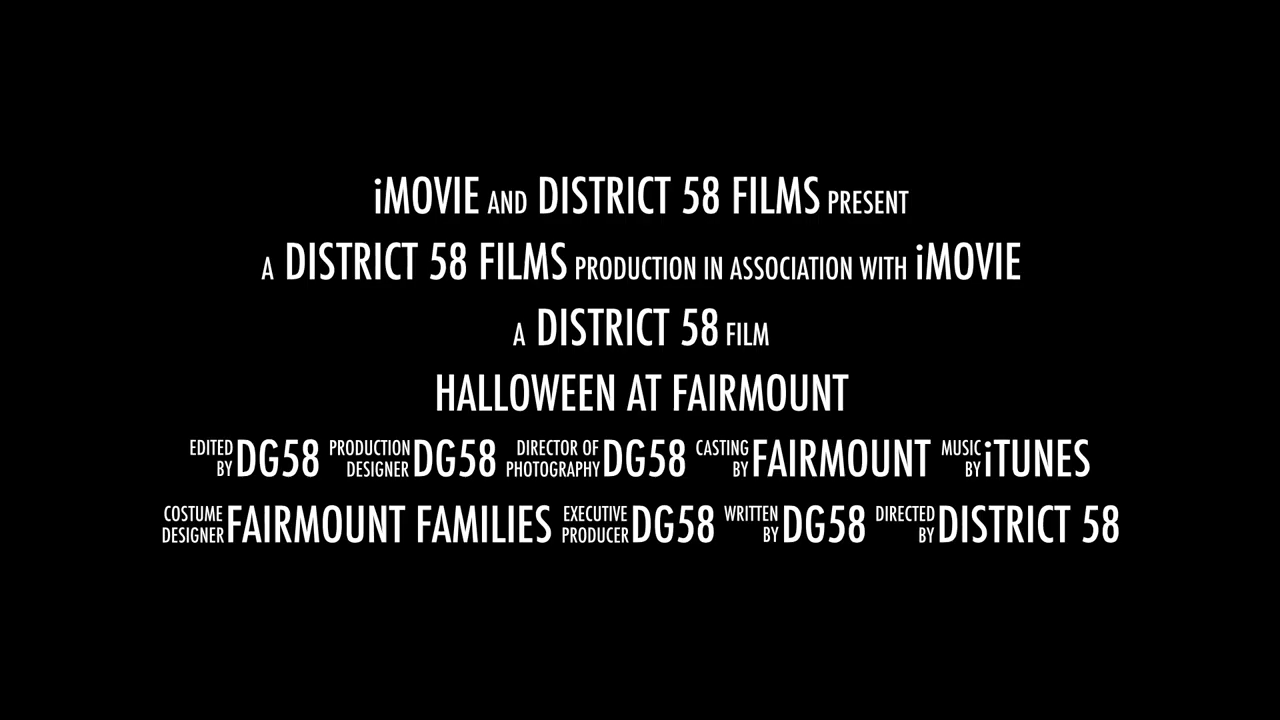 iMOVIE AND DISTRICT 58 FILMS PRESENT
A DISTRICT 58 FILMS PRODUCTION IN ASSOCIATION WITH iMOVIE
A DISTRICT 58 FILM
HALLOWEEN AT FAIRMOUNT
EDITED BY DG58 PRODUCTION DESIGNER DG58 DIRECTOR OF PHOTOGRAPHY DG58 CASTING BY FAIRMOUNT MUSIC BY iTUNES
COSTUME DESIGNER FAIRMOUNT FAMILIES EXECUTIVE PRODUCER DG58 WRITTEN BY DG58 DIRECTED BY DISTRICT 58